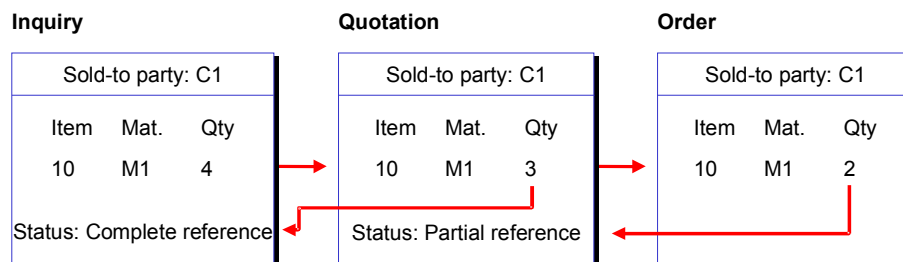 Inquiry
Sold-to party: C1
Item Mat. Qty
10 M1 4
Status: Complete reference
Quotation
Sold-to party: C1
Item Mat. Qty
10 M1 3
Status: Partial reference
Order
Sold-to party: C1
Item Mat. Qty
10 M1 2